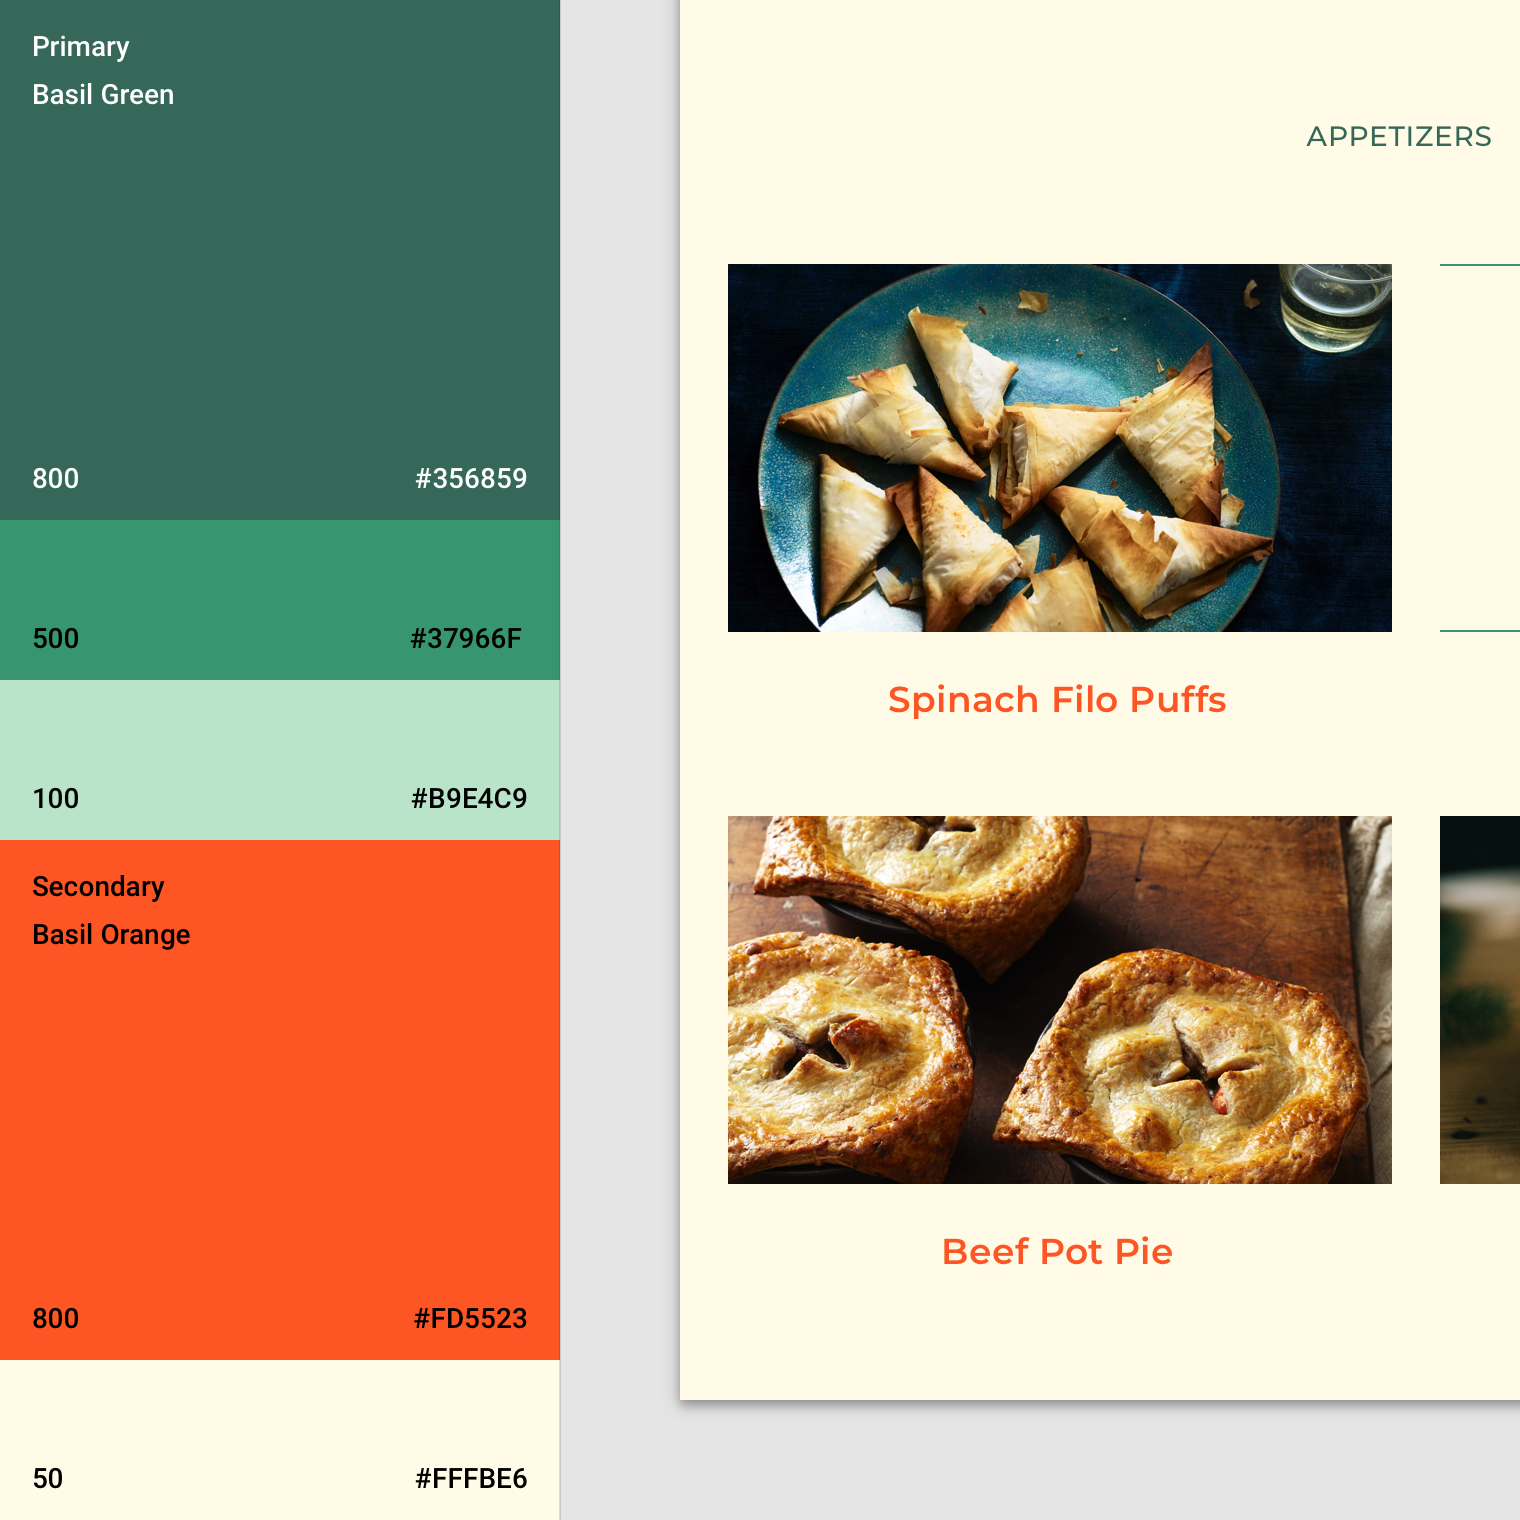 Primary
Basil Green
800 #356859
500 #37966F
100 #B9E4C9
Secondary
Basil Orange
800 #FD5523
50 #FFFBE6
APPETIZERS
Spinach Filo Puffs
Beef Pot Pie